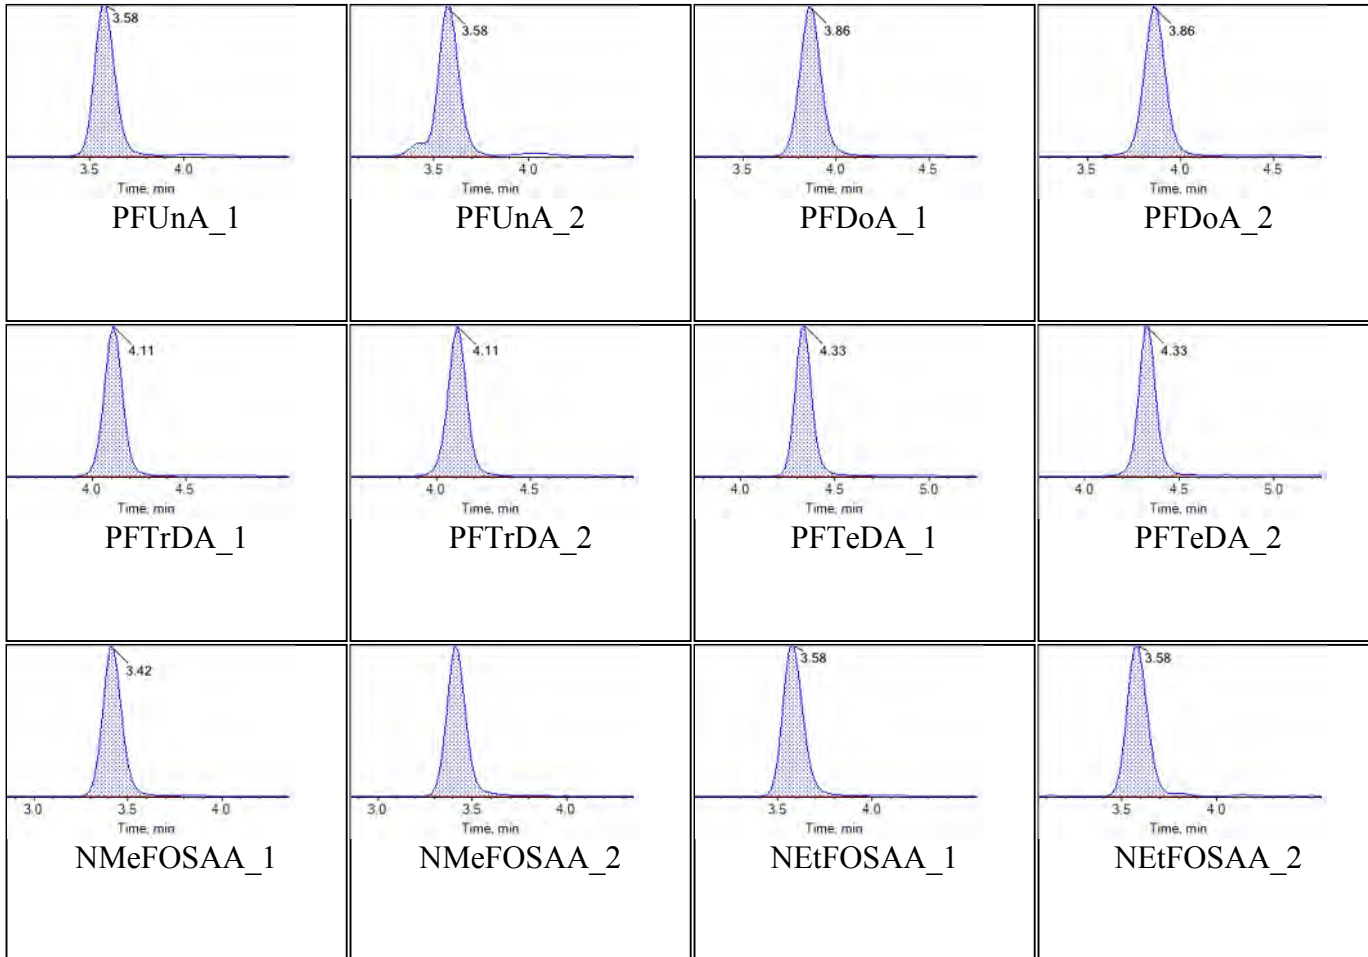 3.58
3.5 4.0
Time, min
PFUnA_1
3.58
3.5 4.0
Time, min
PFUnA_2
3.86
3.5 4.0 4.5
Time, min
PFDoA_1
3.86
3.5 4.0 4.5
Time, min
PFDoA_2
4.11
4.0 4.5
Time, min
PFTrDA_1
4.11
4.0 4.5
Time, min
PFTrDA_2
4.33
4.0 4.5 5.0
Time, min
PFTeDA_1
4.33
4.0 4.5 5.0
Time, min
PFTeDA_2
3.42
3.0 3.5 4.0
Time, min
NMeFOSAA_1
3.0 3.5 4.0
Time, min
NMeFOSAA_2
3.58
3.5 4.0
Time, min
NEtFOSAA_1
3.58
3.5 4.0
Time, min
NEtFOSAA_2